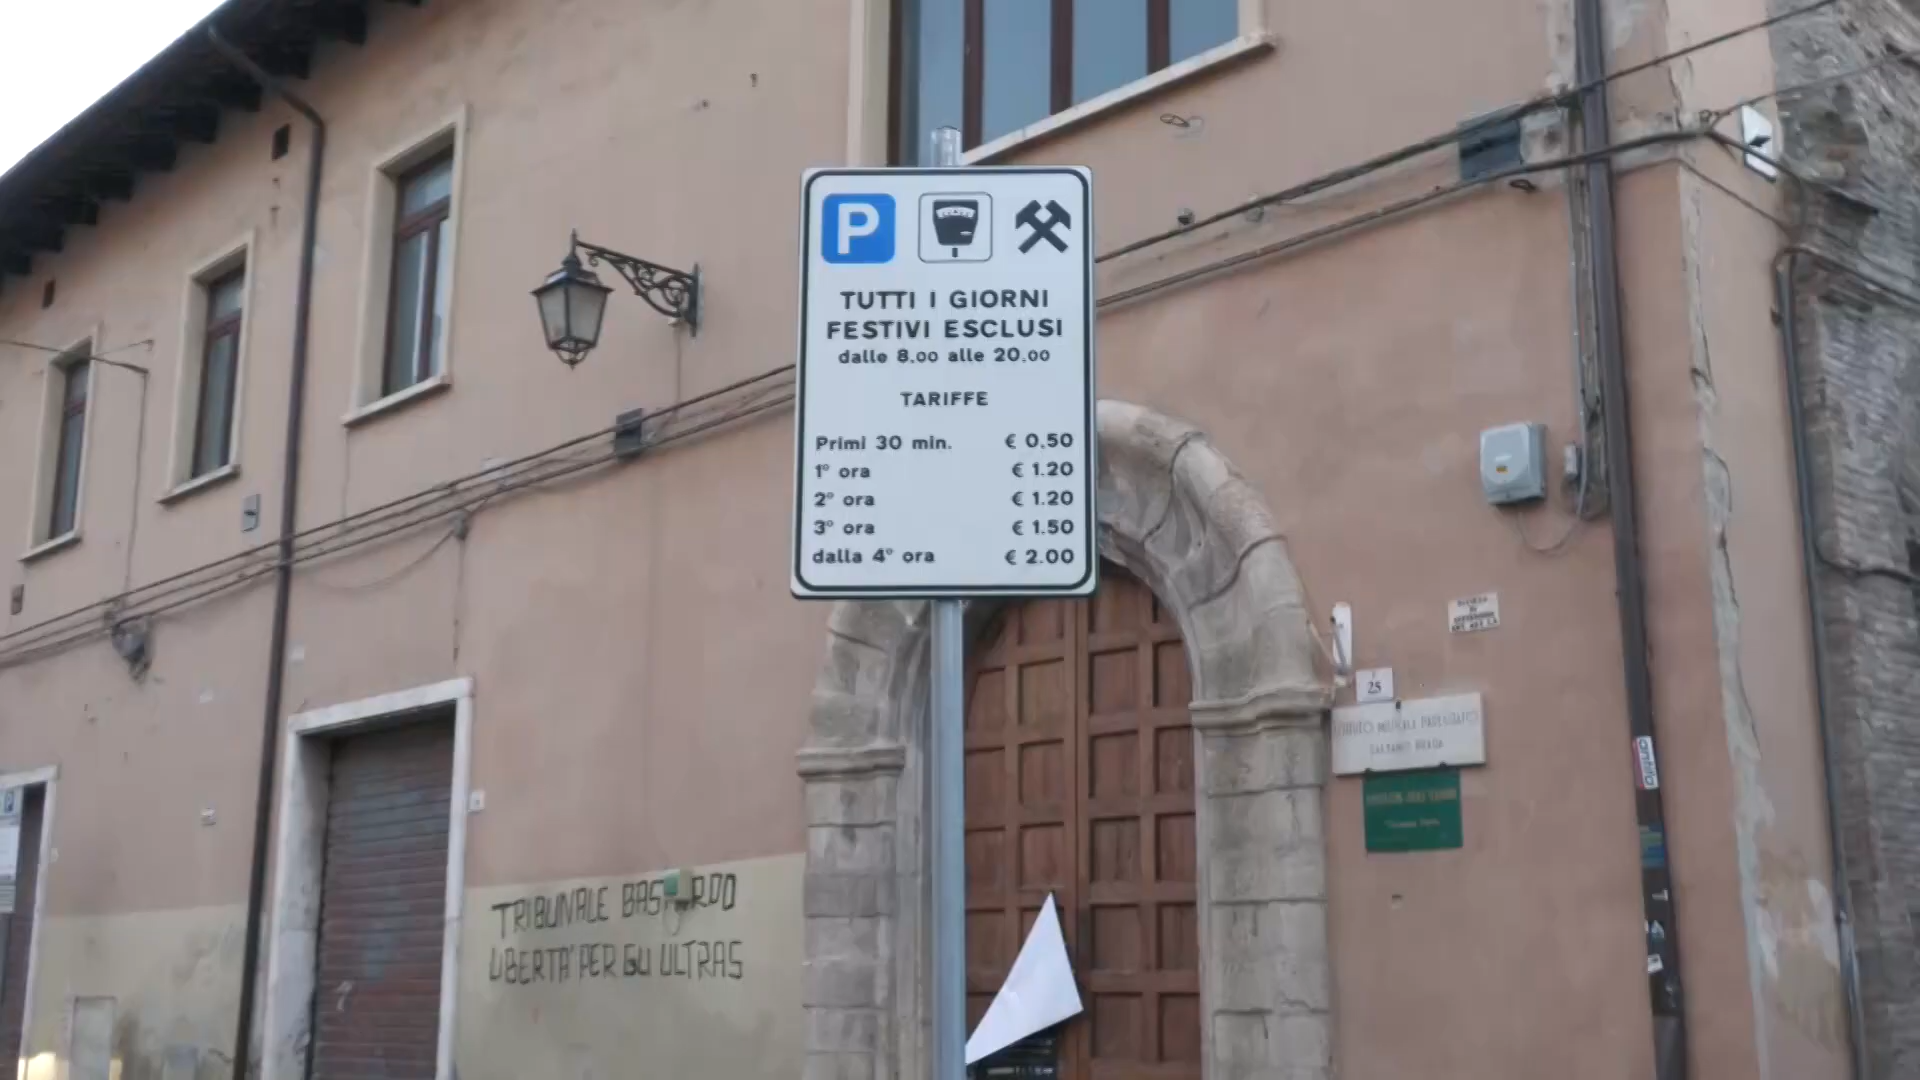 P
TUTTI I GIORNI
FESTIVI ESCLUSI
dalle 8.00 alle 20.00
TARIFFE
Primi 30 min. € 0,50
1° ora € 1.20
2° ora € 1.20
3° ora € 1.50
dalla 4° ora € 2.00
25
TRIBUNALE BASTARDO
LIBERTA' PER GLI ULTRAS
P